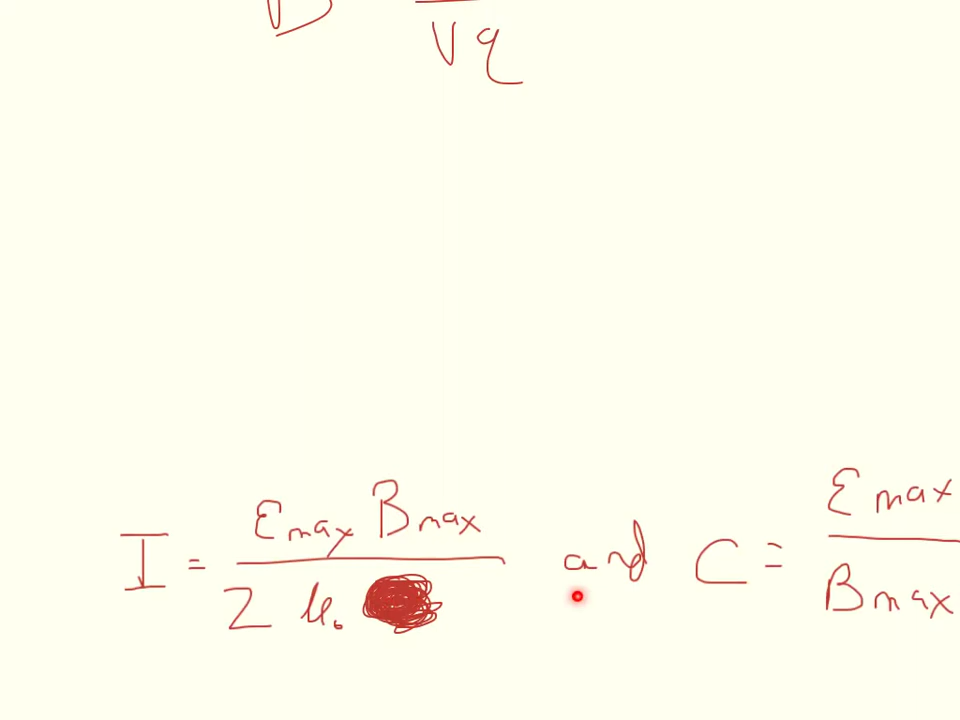 B
v q
I = Emax Bmax / 2 μ₀ and C = Emax / Bmax